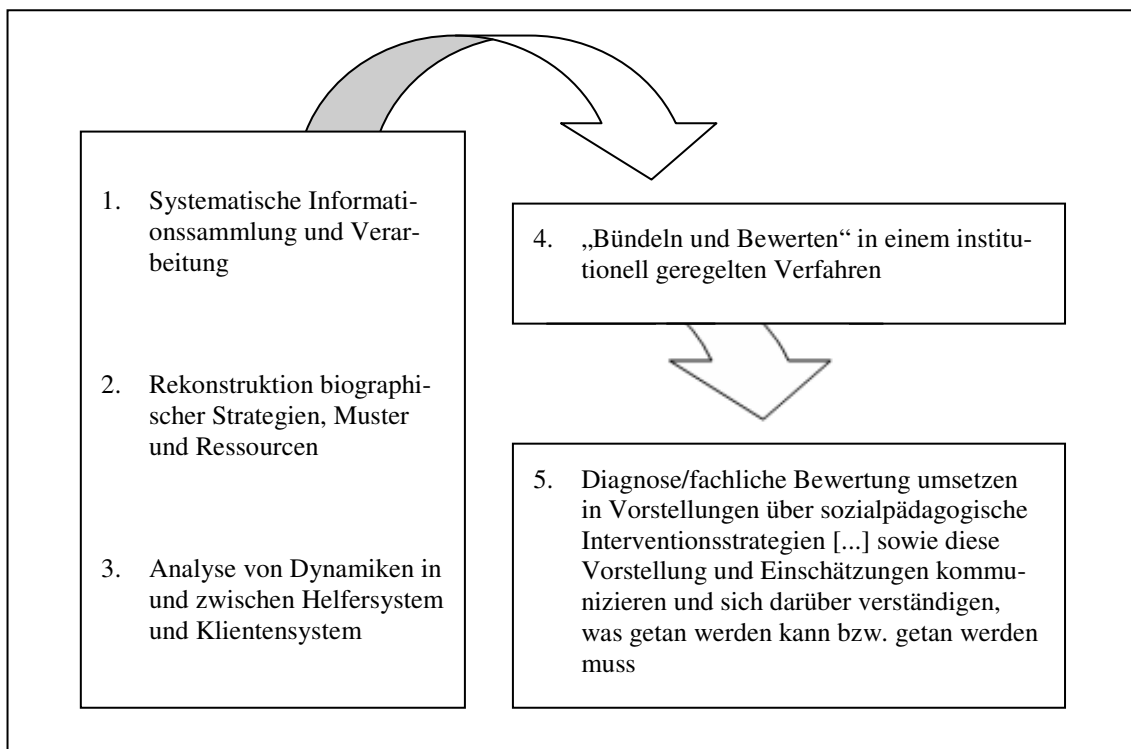 1. Systematische Informati-
onssammlung und Verar-
beitung
2. Rekonstruktion biographi-
scher Strategien, Muster
und Ressourcen
3. Analyse von Dynamiken in
und zwischen Helfersystem
und Klientensystem
4. „Bündeln und Bewerten“ in einem institu-
tionell geregelten Verfahren
5. Diagnose/fachliche Bewertung umsetzen
in Vorstellungen über sozialpädagogische
Interventionsstrategien [...] sowie diese
Vorstellung und Einschätzungen kommu-
nizieren und sich darüber verständigen,
was getan werden kann bzw. getan werden
muss